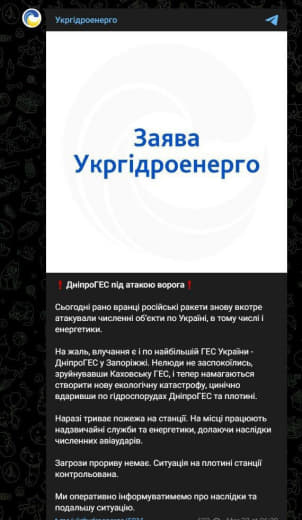 Укргідроенерго
Заява
Укргідроенерго
❗ДніпроГЕС під атакою ворога❗
Сьогодні рано вранці російські ракети знову вкотре
атакували численні об'єкти по Україні, в тому числі і
енергетики.
На жаль, влучання є і по найбільшій ГЕС України -
ДніпроГЕС у Запоріжжі. Нелюди не заспокоїлись,
зруйнувавши Каховську ГЕС, і тепер намагаються
створити нову екологічну катастрофу, цинічно
вдаривши по гідроспорудах ДніпроГЕС та плотині.
Наразі триває пожежа на станції. На місці працюють
надзвичайні служби та енергетики, долаючи наслідки
численних авіаударів.
Загрози прориву немає. Ситуація на плотині станції
контрольована.
Ми оперативно інформуватимемо про наслідки та
подальшу ситуацію.